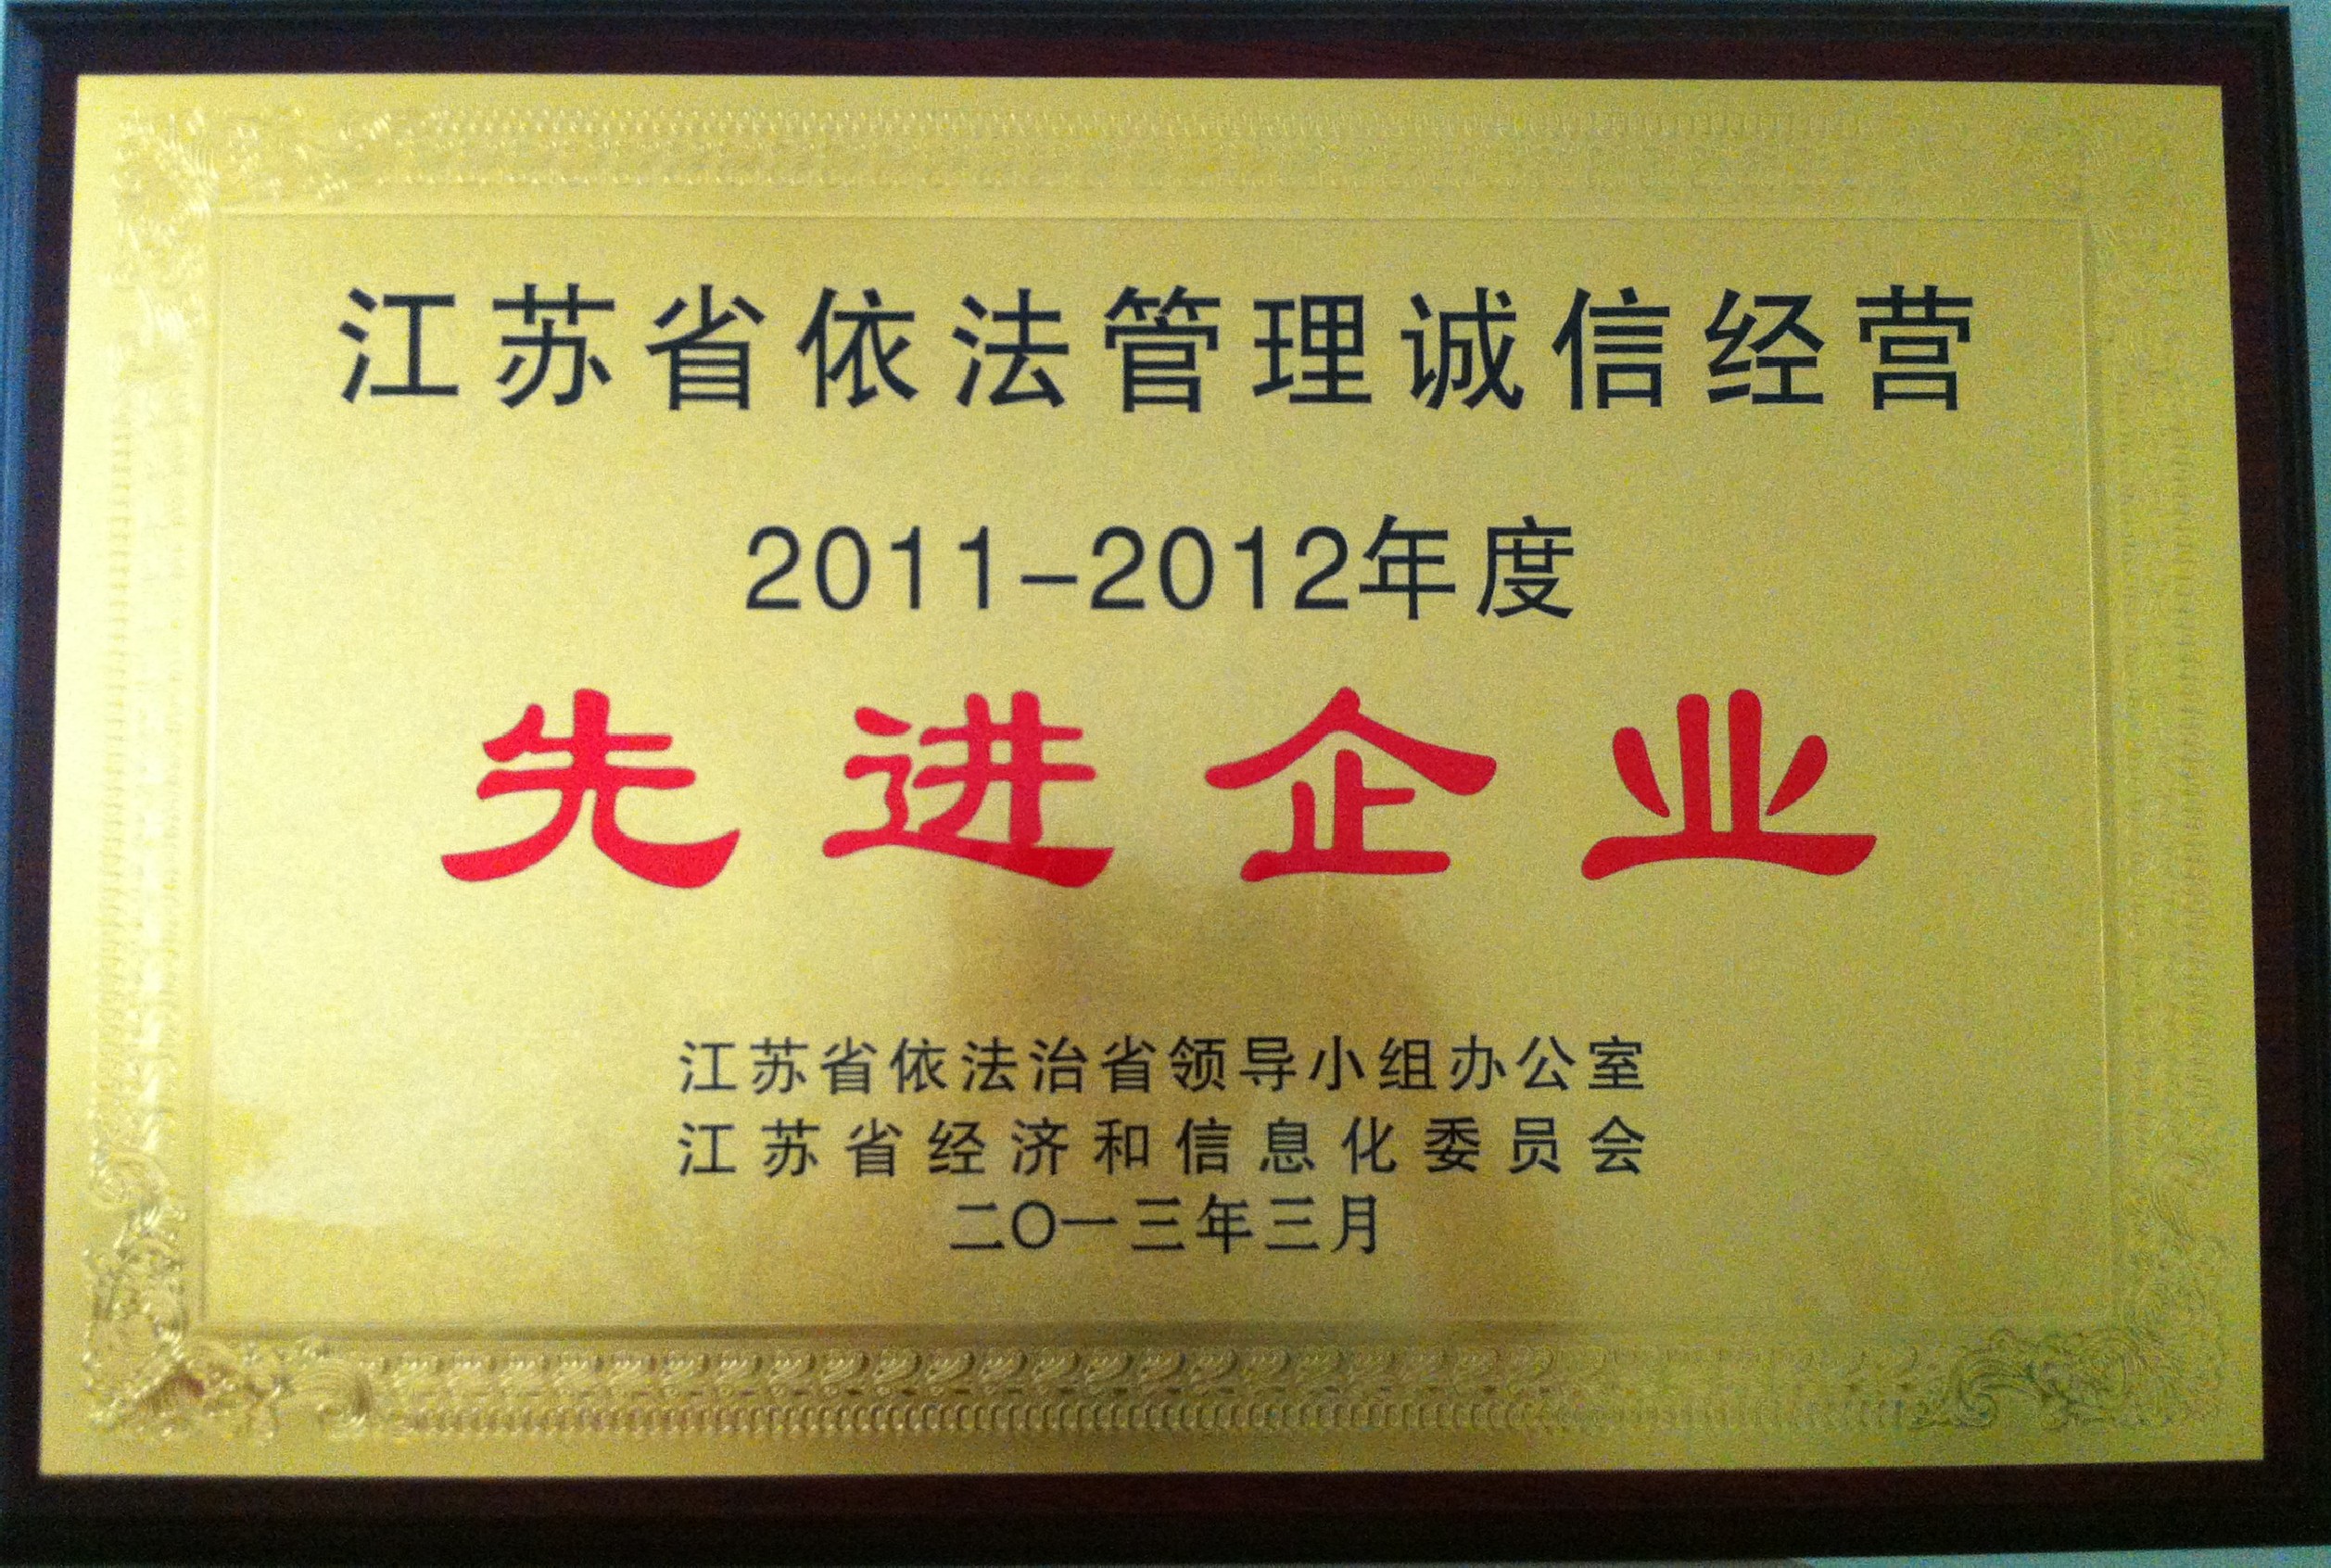 江苏省依法管理诚信经营
2011-2012年度
先进企业
江苏省依法治省领导小组办公室
江苏省经济和信息化委员会
二〇一三年三月